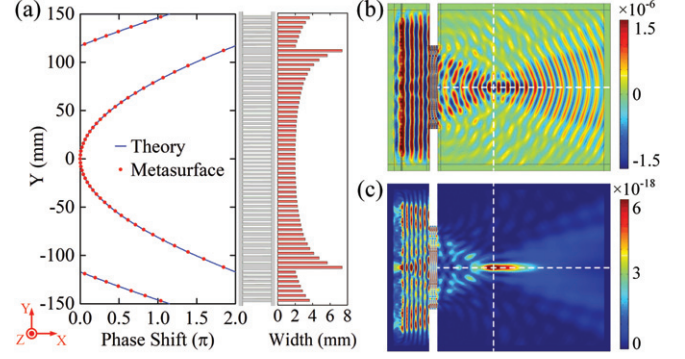 (a)
150
100
50
0
-50
-100
-150
Y (mm)
Theory
Metasurface
0.0 0.5 1.0 1.5 2.0
Phase Shift (π)
0 2 4 6 8
Width (mm)
Y
Z X
(b)
×10⁻⁶
1.5
0
-1.5
(c)
×10⁻¹⁸
6
4
2
0